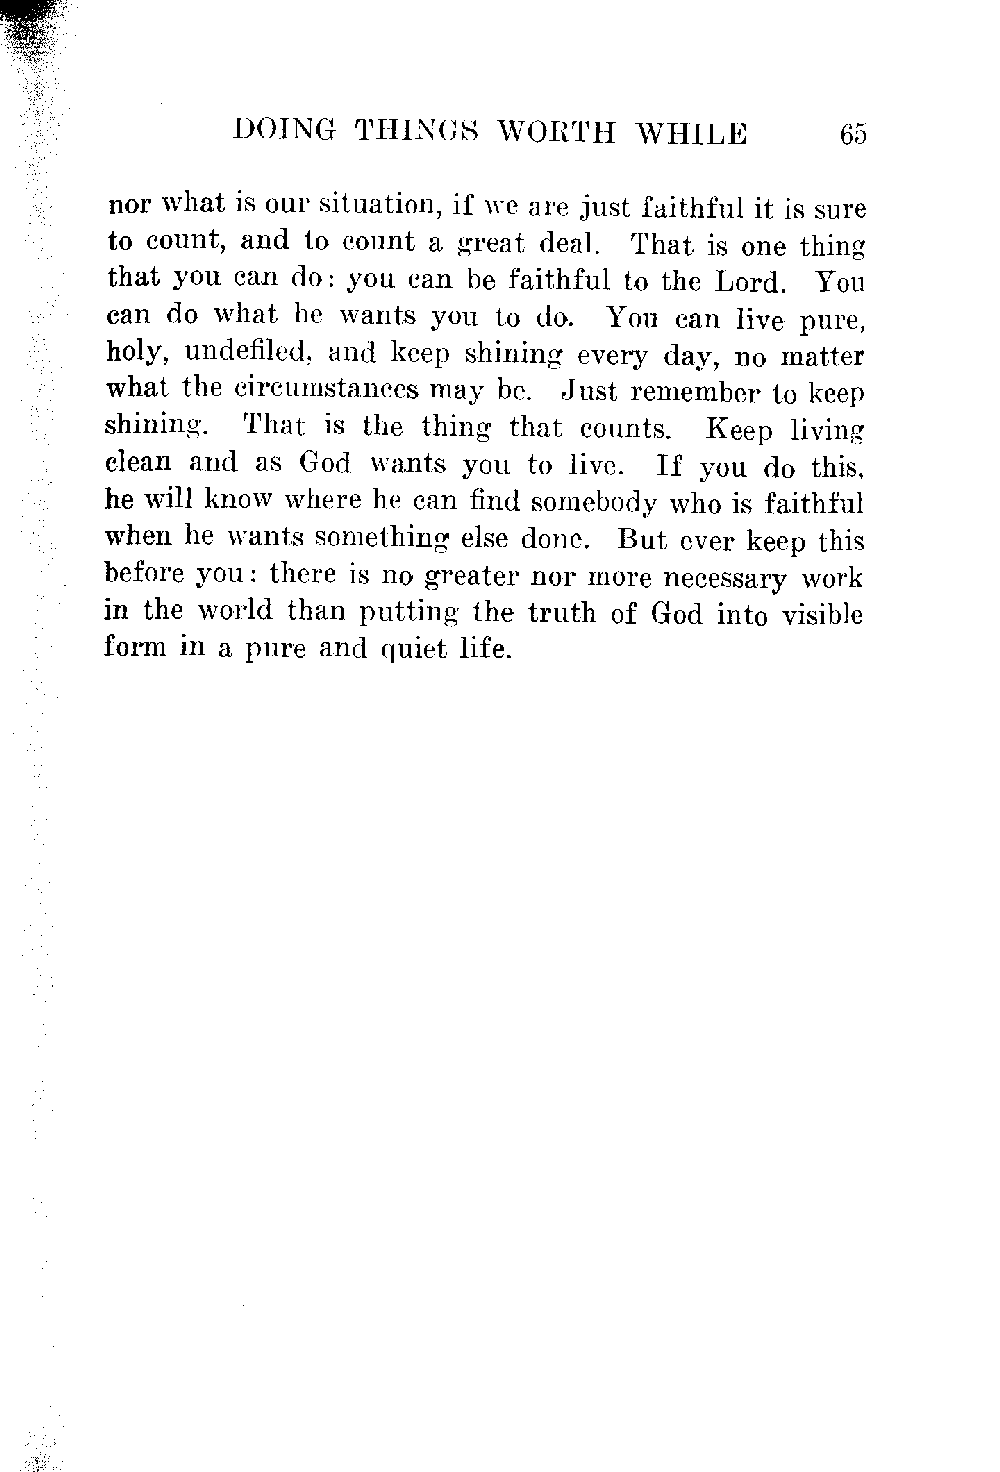 DOING THINGS WORTH WHILE 65
nor what is our situation, if we are just faithful it is sure
to count, and to count a great deal. That is one thing
that you can do: you can be faithful to the Lord. You
can do what he wants you to do. You can live pure,
holy, undefiled, and keep shining every day, no matter
what the circumstances may be. Just remember to keep
shining. That is the thing that counts. Keep living
clean and as God wants you to live. If you do this,
he will know where he can find somebody who is faithful
when he wants something else done. But ever keep this
before you: there is no greater nor more necessary work
in the world than putting the truth of God into visible
form in a pure and quiet life.